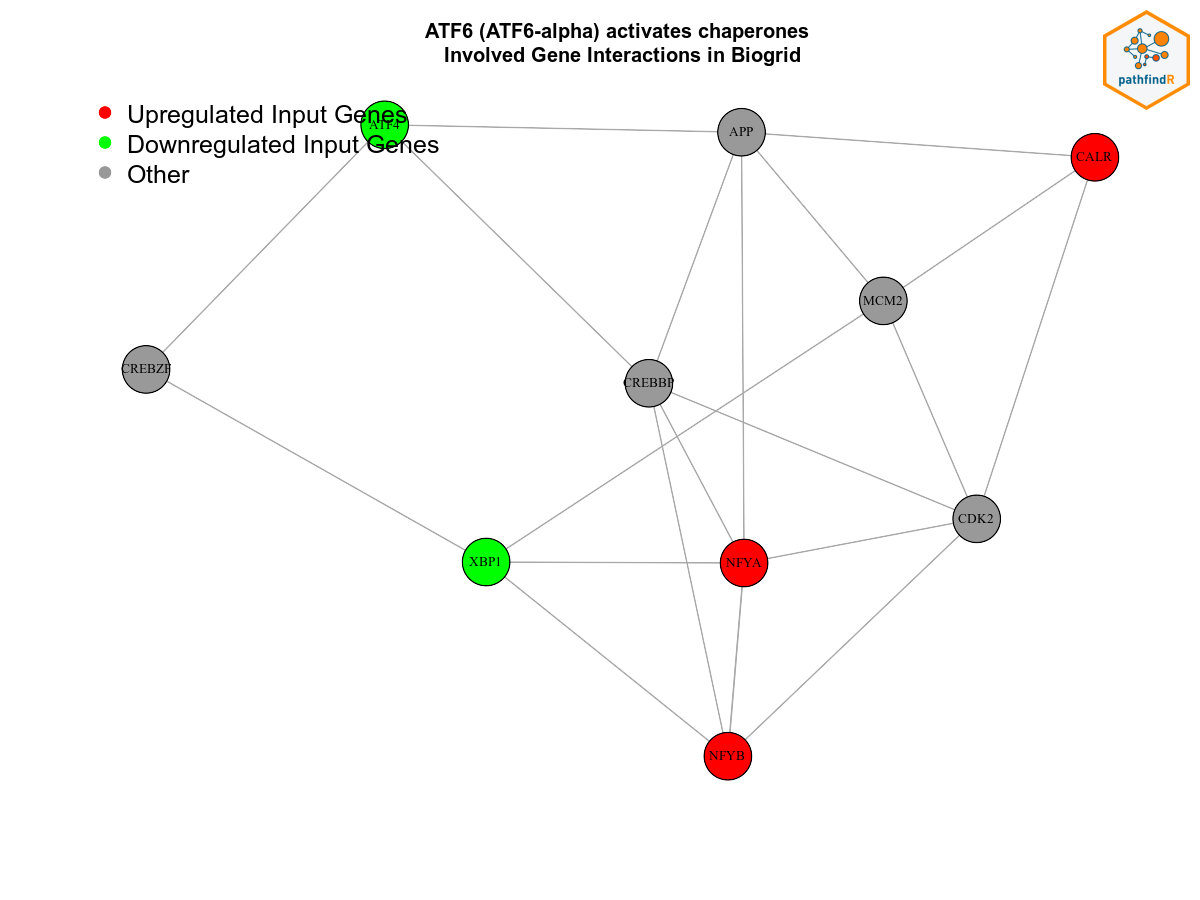 ATF6 (ATF6-alpha) activates chaperones
Involved Gene Interactions in Biogrid
pathfindR
Upregulated Input Genes
Downregulated Input Genes
Other
ATF4
APP
CALR
MCM2
CREBZF
CREBBP
CDK2
XBP1
NFYA
NFYB